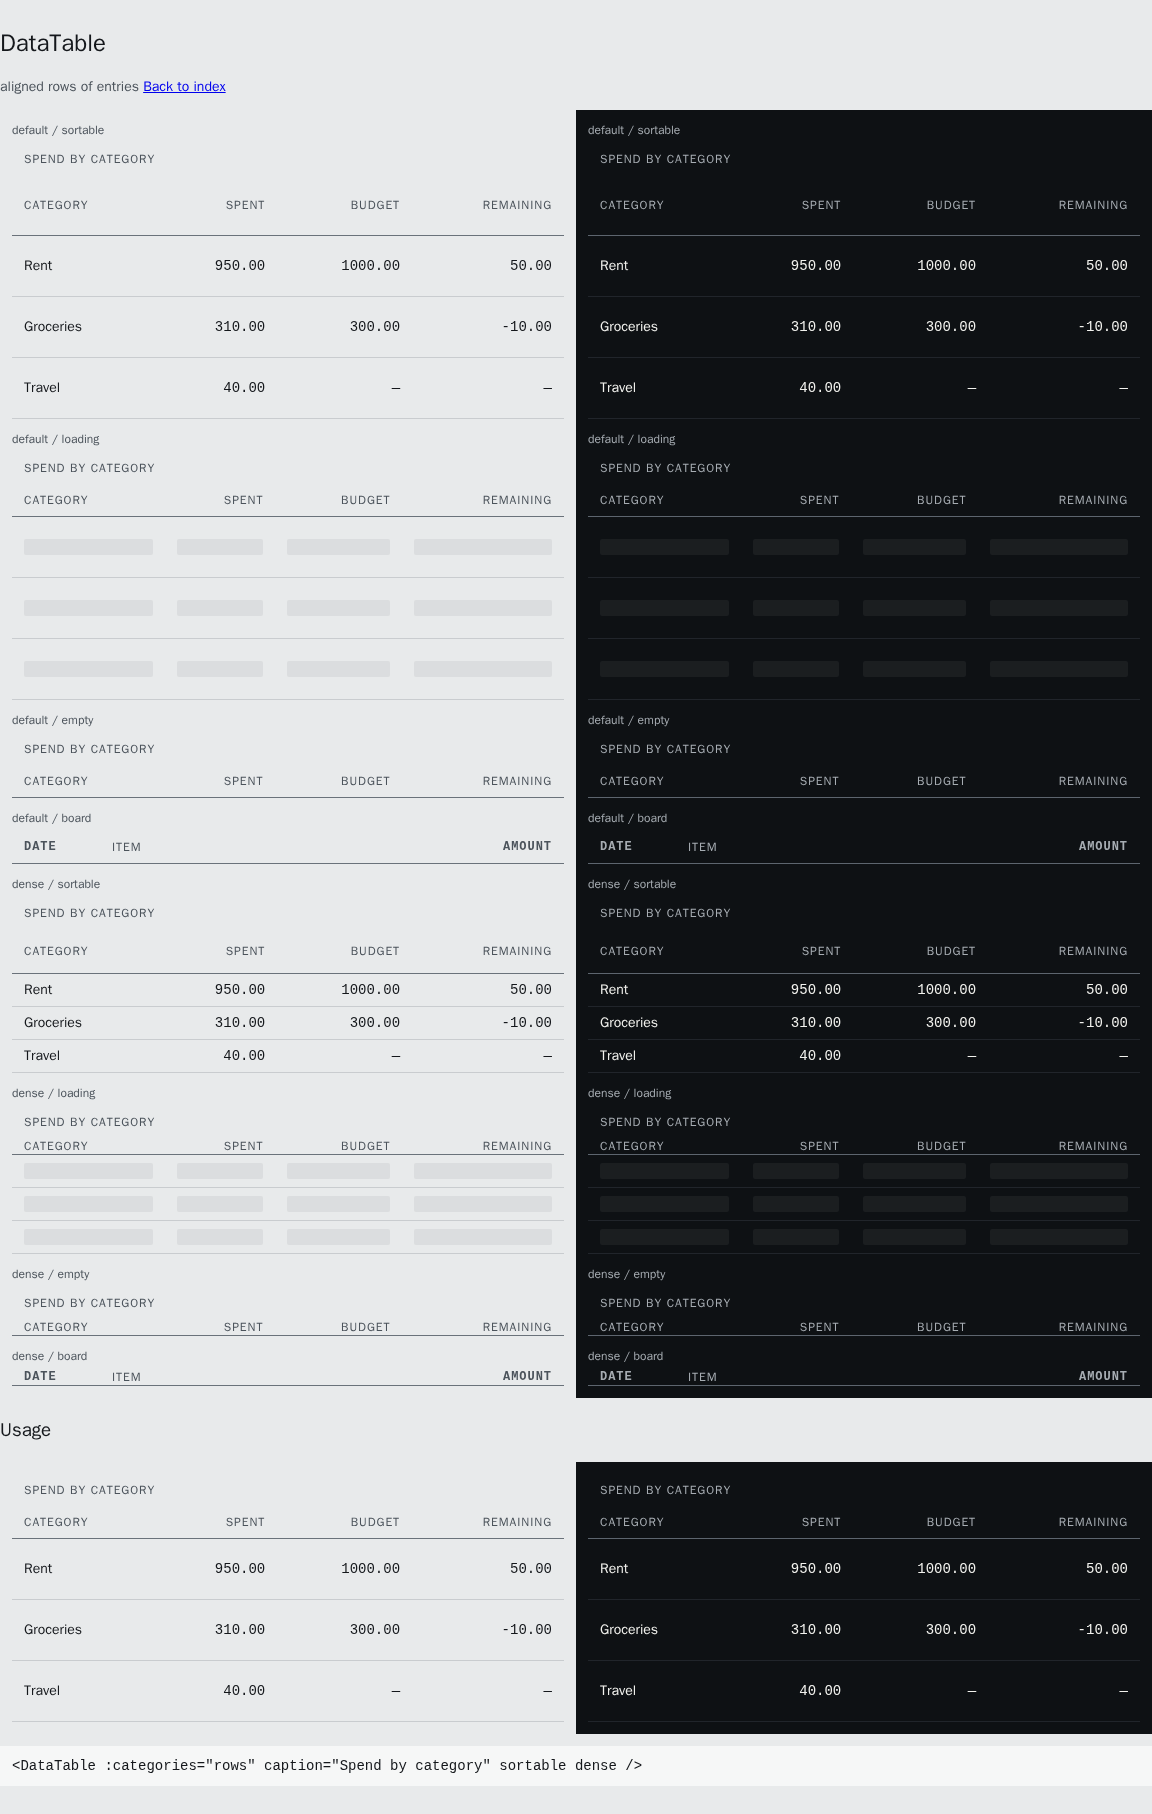 DataTable
aligned rows of entries Back to index
default / sortable
SPEND BY CATEGORY
CATEGORY SPENT BUDGET REMAINING
Rent 950.00 1000.00 50.00
Groceries 310.00 300.00 -10.00
Travel 40.00 — —
default / loading
SPEND BY CATEGORY
CATEGORY SPENT BUDGET REMAINING
default / empty
SPEND BY CATEGORY
CATEGORY SPENT BUDGET REMAINING
default / board
DATE ITEM AMOUNT
dense / sortable
SPEND BY CATEGORY
CATEGORY SPENT BUDGET REMAINING
Rent 950.00 1000.00 50.00
Groceries 310.00 300.00 -10.00
Travel 40.00 — —
dense / loading
SPEND BY CATEGORY
CATEGORY SPENT BUDGET REMAINING
dense / empty
SPEND BY CATEGORY
CATEGORY SPENT BUDGET REMAINING
dense / board
DATE ITEM AMOUNT
default / sortable
SPEND BY CATEGORY
CATEGORY SPENT BUDGET REMAINING
Rent 950.00 1000.00 50.00
Groceries 310.00 300.00 -10.00
Travel 40.00 — —
default / loading
SPEND BY CATEGORY
CATEGORY SPENT BUDGET REMAINING
default / empty
SPEND BY CATEGORY
CATEGORY SPENT BUDGET REMAINING
default / board
DATE ITEM AMOUNT
dense / sortable
SPEND BY CATEGORY
CATEGORY SPENT BUDGET REMAINING
Rent 950.00 1000.00 50.00
Groceries 310.00 300.00 -10.00
Travel 40.00 — —
dense / loading
SPEND BY CATEGORY
CATEGORY SPENT BUDGET REMAINING
dense / empty
SPEND BY CATEGORY
CATEGORY SPENT BUDGET REMAINING
dense / board
DATE ITEM AMOUNT
Usage
SPEND BY CATEGORY
CATEGORY SPENT BUDGET REMAINING
Rent 950.00 1000.00 50.00
Groceries 310.00 300.00 -10.00
Travel 40.00 — —
SPEND BY CATEGORY
CATEGORY SPENT BUDGET REMAINING
Rent 950.00 1000.00 50.00
Groceries 310.00 300.00 -10.00
Travel 40.00 — —
<DataTable :categories="rows" caption="Spend by category" sortable dense />